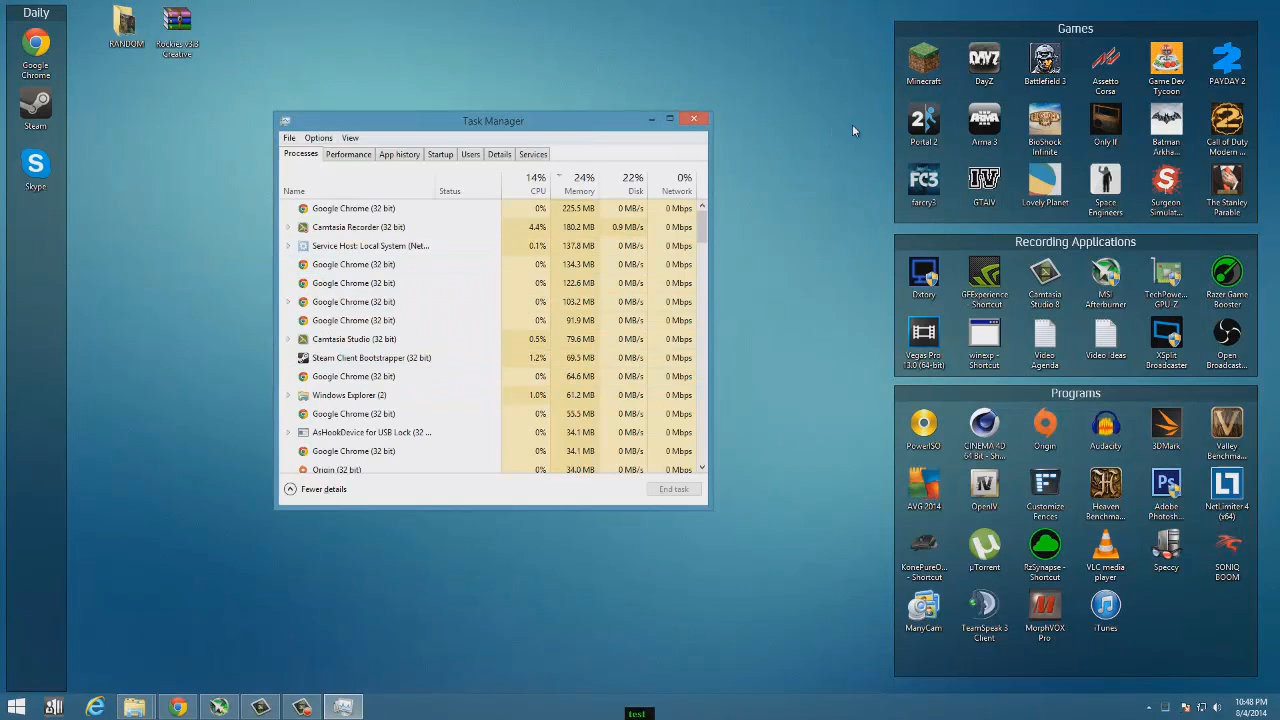 Daily
Google
Chrome
Steam
Skype
RANDOM
Rockies v3.3
Creative
Task Manager
File Options View
Processes Performance App history Startup Users Details Services
14% 24% 22% 0%
Name Status CPU Memory Disk Network
Google Chrome (32 bit) 0% 225.5 MB 0 MB/s 0 Mbps
Camtasia Recorder (32 bit) 4.4% 180.2 MB 0.9 MB/s 0 Mbps
Service Host: Local System (Net... 0.1% 137.8 MB 0 MB/s 0 Mbps
Google Chrome (32 bit) 0% 134.3 MB 0 MB/s 0 Mbps
Google Chrome (32 bit) 0% 122.6 MB 0 MB/s 0 Mbps
Google Chrome (32 bit) 0% 103.2 MB 0 MB/s 0 Mbps
Google Chrome (32 bit) 0% 91.9 MB 0 MB/s 0 Mbps
Camtasia Studio (32 bit) 0.5% 79.6 MB 0 MB/s 0 Mbps
Steam Client Bootstrapper (32 bit) 1.2% 69.5 MB 0 MB/s 0 Mbps
Google Chrome (32 bit) 0% 64.6 MB 0 MB/s 0 Mbps
Windows Explorer (2) 1.0% 61.2 MB 0 MB/s 0 Mbps
Google Chrome (32 bit) 0% 55.5 MB 0 MB/s 0 Mbps
AsHookDevice for USB Lock (32 ... 0% 34.1 MB 0 MB/s 0 Mbps
Google Chrome (32 bit) 0% 34.1 MB 0 MB/s 0 Mbps
Origin (32 bit) 0% 34.0 MB 0 MB/s 0 Mbps
Fewer details End task
Games
Minecraft DayZ Battlefield 3 Assetto Corsa Game Dev Tycoon PAYDAY 2
Portal 2 Arma 3 BioShock Infinite Only If Batman Arkha... Call of Duty Modern ...
farcry3 GTAIV Lovely Planet Space Engineers Surgeon Simulat... The Stanley Parable
Recording Applications
Dxtory GFExperience Shortcut Camtasia Studio 8 MSI Afterburner TechPowe... GPU-Z Razer Game Booster
Vegas Pro 13.0 (64-bit) winexp - Shortcut Video Agenda Video Ideas XSplit Broadcaster Open Broadcast...
Programs
PowerISO CINEMA 4D 64 Bit - Sh... Origin Audacity 3DMark Valley Benchma...
AVG 2014 OpenIV Customize Fences Heaven Benchma... Adobe Photosh... NetLimiter 4 (x64)
KonePureO... - Shortcut µTorrent RzSynapse - Shortcut VLC media player Speccy SONIQ BOOM
ManyCam TeamSpeak 3 Client MorphVOX Pro iTunes
test
10:48 PM
8/4/2014